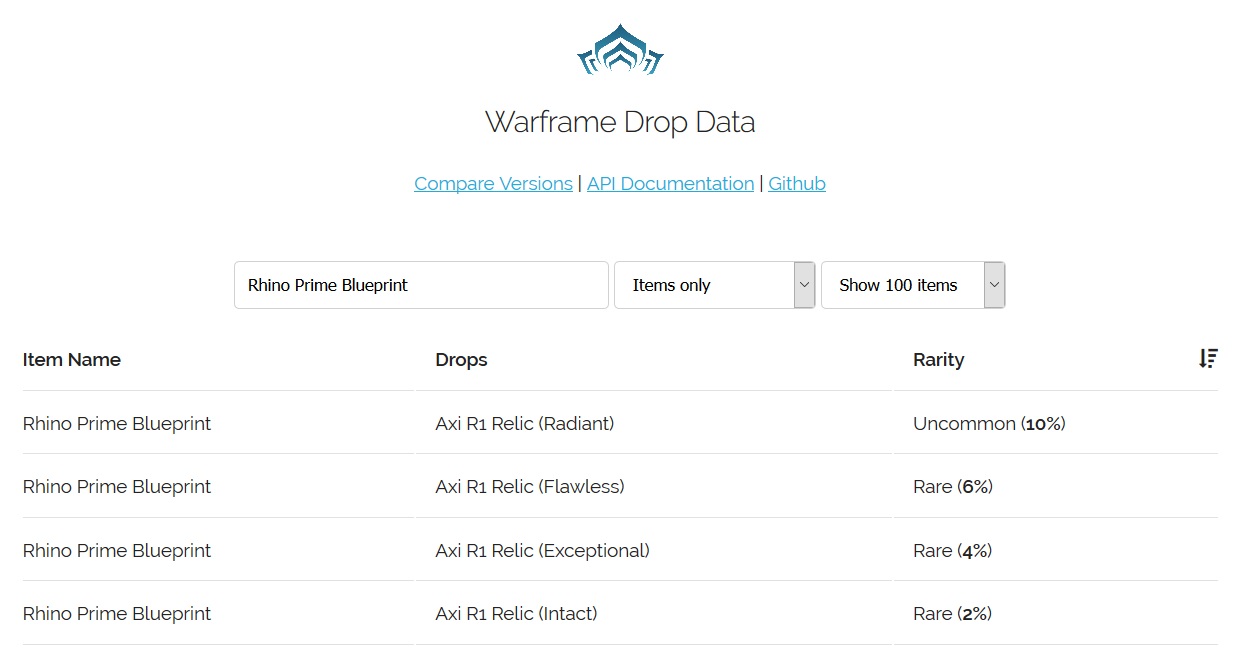 Warframe Drop Data
Compare Versions | API Documentation | Github
Rhino Prime Blueprint Items only Show 100 items
Item Name Drops Rarity
Rhino Prime Blueprint Axi R1 Relic (Radiant) Uncommon (10%)
Rhino Prime Blueprint Axi R1 Relic (Flawless) Rare (6%)
Rhino Prime Blueprint Axi R1 Relic (Exceptional) Rare (4%)
Rhino Prime Blueprint Axi R1 Relic (Intact) Rare (2%)